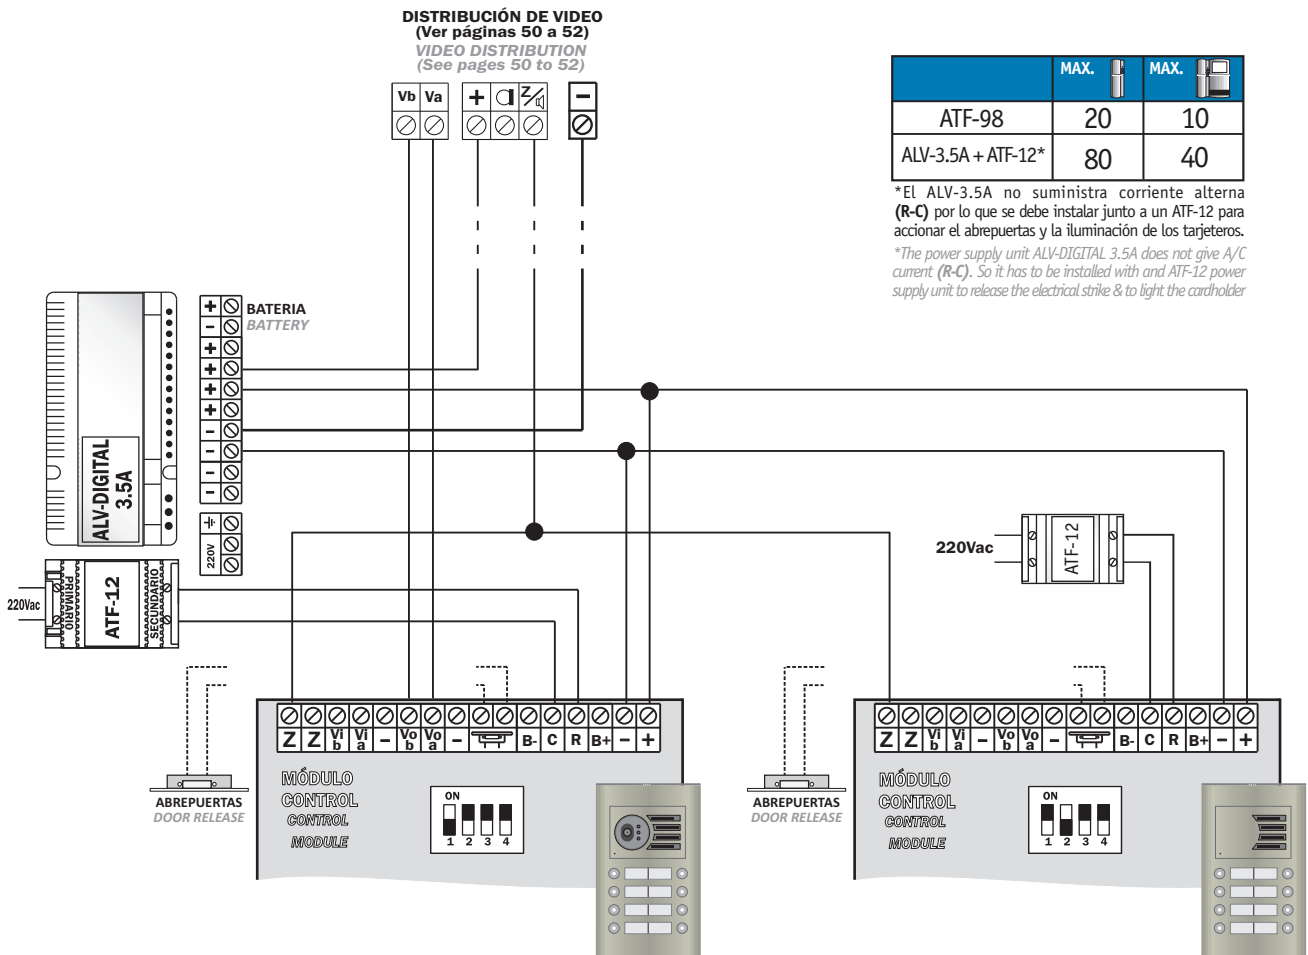 DISTRIBUCIÓN DE VIDEO
(Ver páginas 50 a 52)
VIDEO DISTRIBUTION
(See pages 50 to 52)
Vb Va + Z -
MAX. MAX.
ATF-98 20 10
ALV-3.5A + ATF-12* 80 40
*El ALV-3.5A no suministra corriente alterna
(R-C) por lo que se debe instalar junto a un ATF-12 para
accionar el abrepuertas y la iluminación de los tarjeteros.
*The power supply unit ALV-DIGITAL 3.5A does not give A/C
current (R-C). So it has to be installed with and ATF-12 power
supply unit to release the electrical strike & to light the cardholder
ALV-DIGITAL
3.5A
+ BATERIA
- BATTERY
+
+
+
+
-
-
-
-
220V
220Vac
PRIMARIO
ATF-12
SECUNDARIO
220Vac
ATF-12
Z Z Vi b Vi a - Vo b Vo a - B- C R B+ - +
MÓDULO
CONTROL
CONTROL
MODULE
ON
1 2 3 4
ABREPUERTAS
DOOR RELEASE
Z Z Vi b Vi a - Vo b Vo a - B- C R B+ - +
MÓDULO
CONTROL
CONTROL
MODULE
ON
1 2 3 4
ABREPUERTAS
DOOR RELEASE